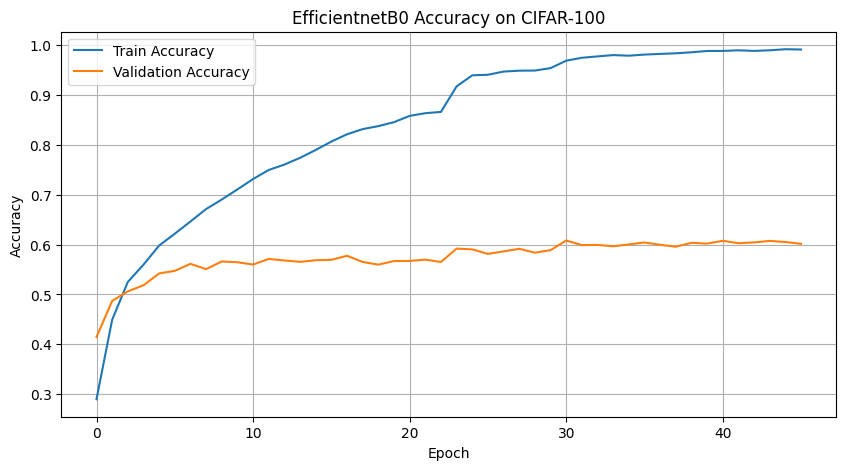 EfficientnetB0 Accuracy on CIFAR-100
Train Accuracy
Validation Accuracy
Accuracy
1.0
0.9
0.8
0.7
0.6
0.5
0.4
0.3
0 10 20 30 40
Epoch